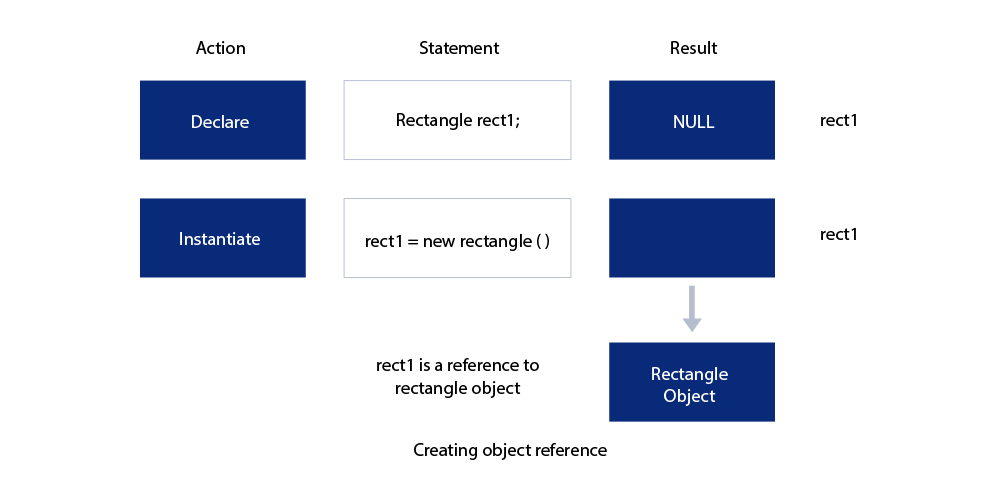 Action
Statement
Result
Declare
Rectangle rect1;
NULL
rect1
Instantiate
rect1 = new rectangle ( )
rect1
rect1 is a reference to
rectangle object
Rectangle
Object
Creating object reference